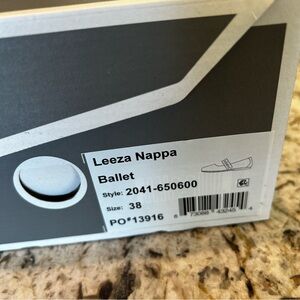 Leeza Nappa
Ballet
Style: 2041-650600
Size: 38
PO#13916